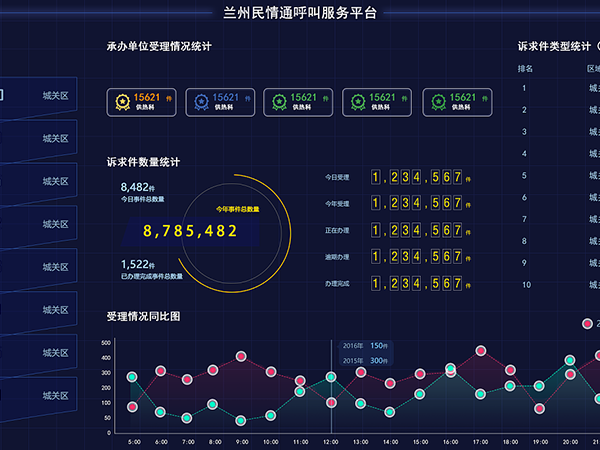 兰州民情通呼叫服务平台
承办单位受理情况统计
诉求件类型统计（
排名
区域
15621 件
供热科
15621 件
供热科
15621 件
供热科
15621 件
供热科
15621 件
供热科
城关区
城关区
城关区
城关区
城关区
城关区
城关区
城关区
1
2
3
4
5
6
7
8
9
10
诉求件数量统计
8,482件
今日事件总数量
今年事件总数量
8,785,482
1,522件
已办理完成事件总数量
今日受理 1,234,567 件
今年受理 1,234,567 件
正在办理 1,234,567 件
逾期办理 1,234,567 件
办理完成 1,234,567 件
受理情况同比图
2016年 150件
2015年 300件
500
400
300
200
150
100
50
0
5:00 6:00 7:00 8:00 9:00 10:00 11:00 12:00 13:00 14:00 15:00 16:00 17:00 18:00 19:00 20:00 21